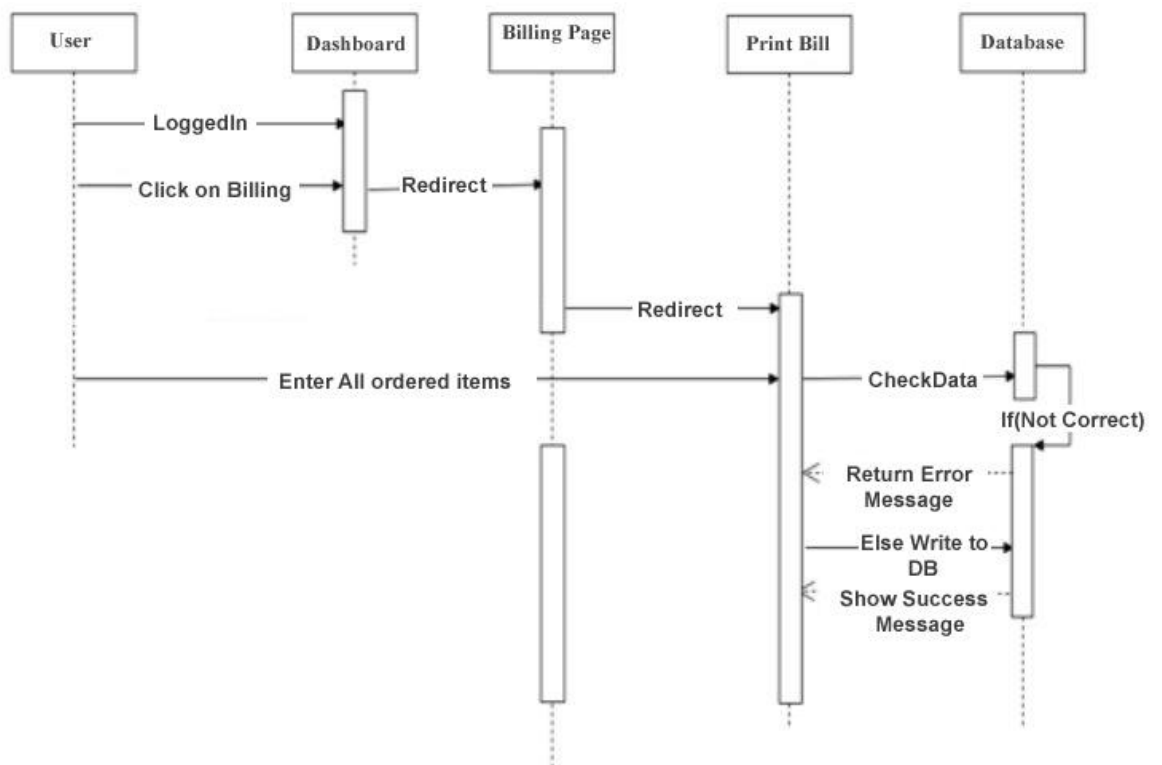 User
Dashboard
Billing Page
Print Bill
Database
LoggedIn
Click on Billing
Redirect
Redirect
Enter All ordered items
CheckData
If(Not Correct)
Return Error
Message
Else Write to
DB
Show Success
Message